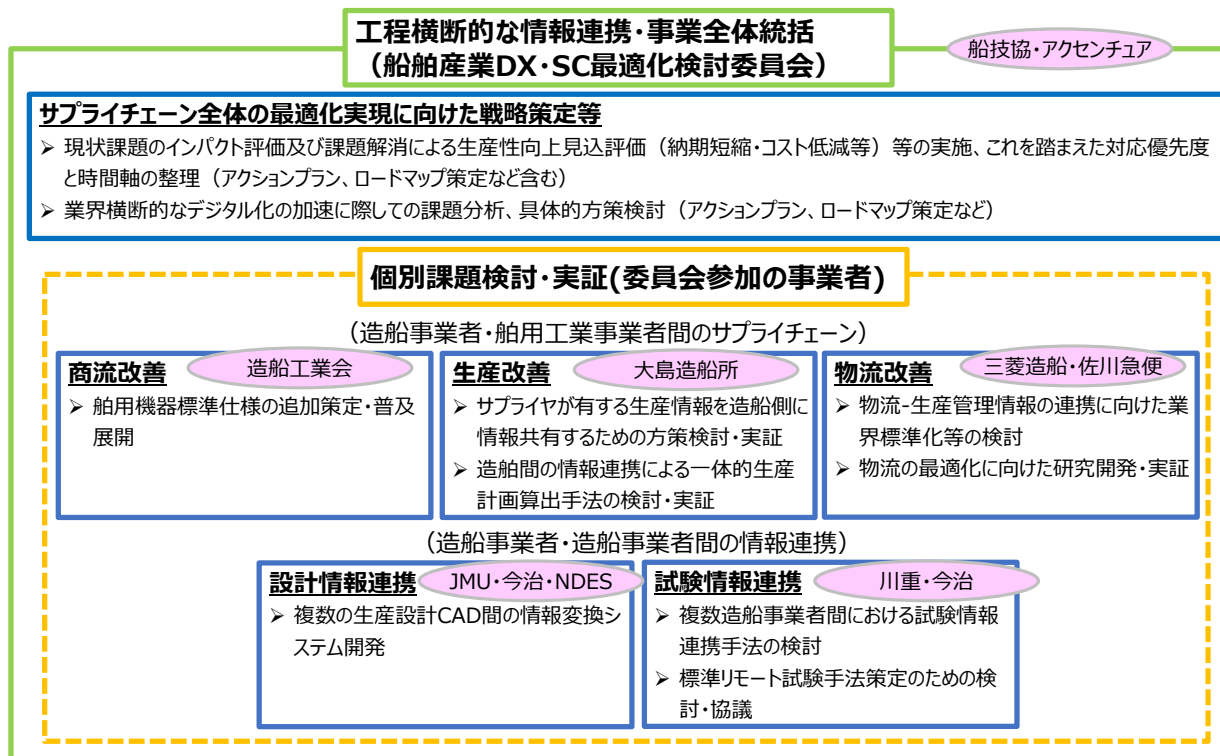 工程横断的な情報連携・事業全体統括
（船舶産業DX・SC最適化検討委員会）
船技協・アクセンチュア
サプライチェーン全体の最適化実現に向けた戦略策定等
➢ 現状課題のインパクト評価及び課題解消による生産性向上見込評価（納期短縮・コスト低減等）等の実施、これを踏まえた対応優先度
と時間軸の整理（アクションプラン、ロードマップ策定など含む）
➢ 業界横断的なデジタル化の加速に際しての課題分析、具体的方策検討（アクションプラン、ロードマップ策定など）
個別課題検討・実証(委員会参加の事業者)
（造船事業者・舶用工業事業者間のサプライチェーン）
商流改善
造船工業会
➢ 舶用機器標準仕様の追加策定・普及
展開
生産改善
大島造船所
➢ サプライヤが有する生産情報を造船側に
情報共有するための方策検討・実証
➢ 造舶間の情報連携による一体的生産
計画算出手法の検討・実証
物流改善
三菱造船・佐川急便
➢ 物流-生産管理情報の連携に向けた業
界標準化等の検討
➢ 物流の最適化に向けた研究開発・実証
（造船事業者・造船事業者間の情報連携）
設計情報連携
JMU・今治・NDES
➢ 複数の生産設計CAD間の情報変換シ
ステム開発
試験情報連携
川重・今治
➢ 複数造船事業者間における試験情報
連携手法の検討
➢ 標準リモート試験手法策定のための検
討・協議